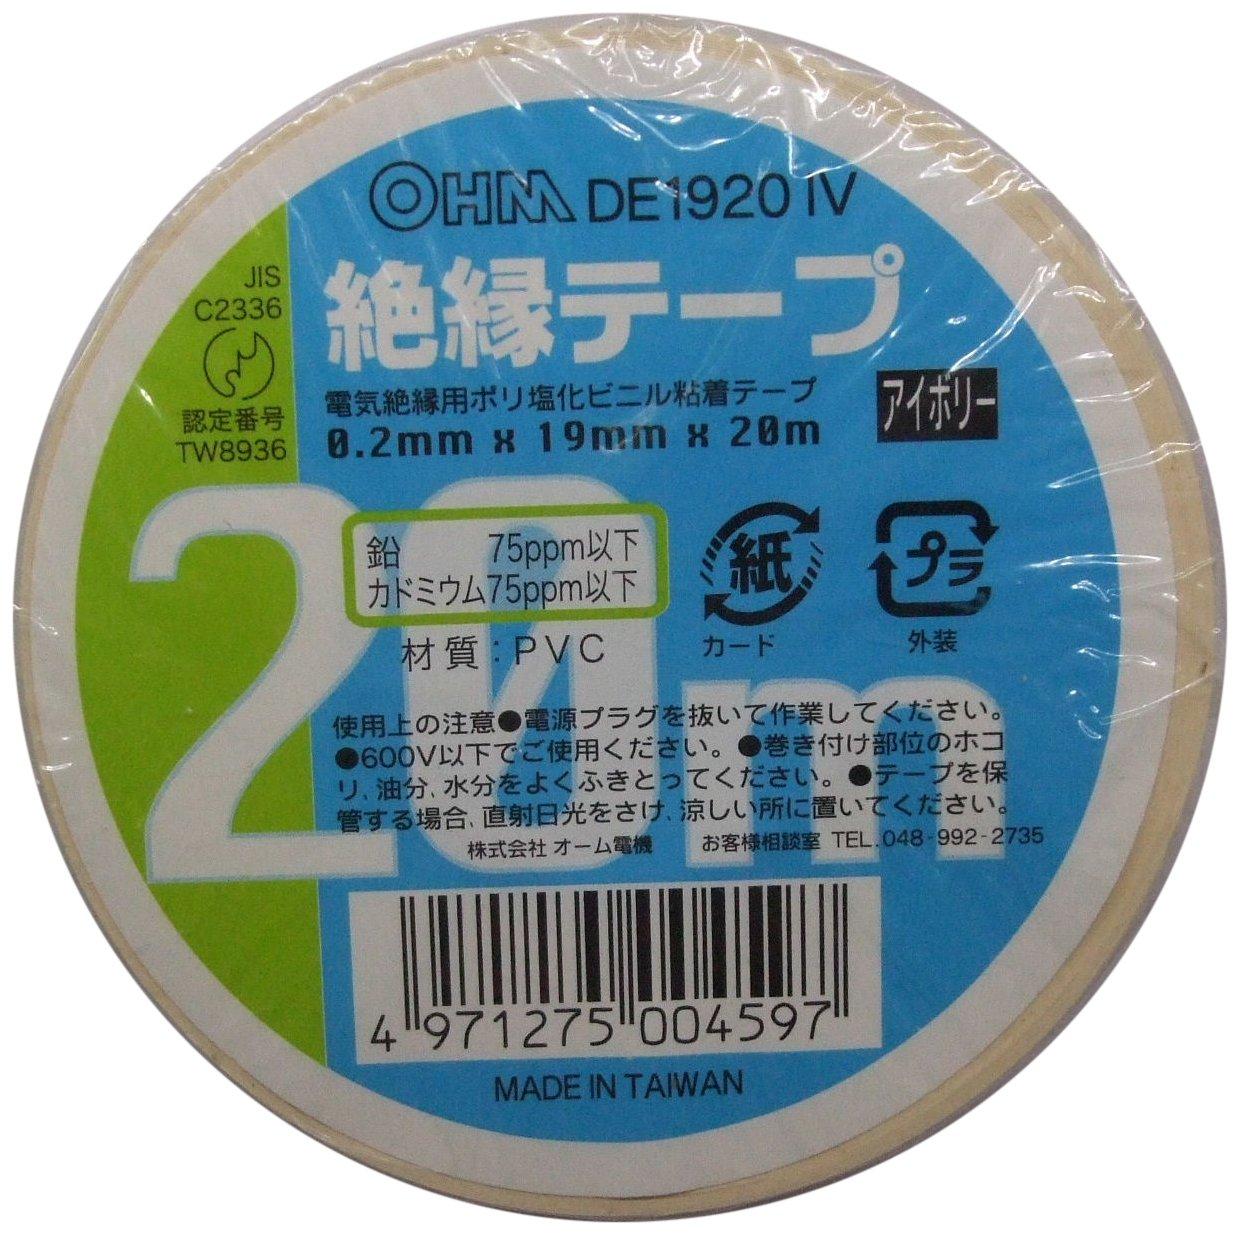 OHM DE1920 IV
絶縁テープ
JIS
C2336
認定番号
TW8936
電気絶縁用ポリ塩化ビニル粘着テープ
0.2mm x 19mm x 20m
アイボリー
20m
鉛 75ppm以下
カドミウム75ppm以下
材質:PVC
紙
カード
プラ
外装
使用上の注意●電源プラグを抜いて作業してください。
●600V以下でご使用ください。●巻き付け部位のホコ
リ、油分、水分をよくふきとってください。●テープを保
管する場合、直射日光をさけ、涼しい所に置いてください。
株式会社 オーム電機 お客様相談室 TEL.048-992-2735
4 971275 004597
MADE IN TAIWAN